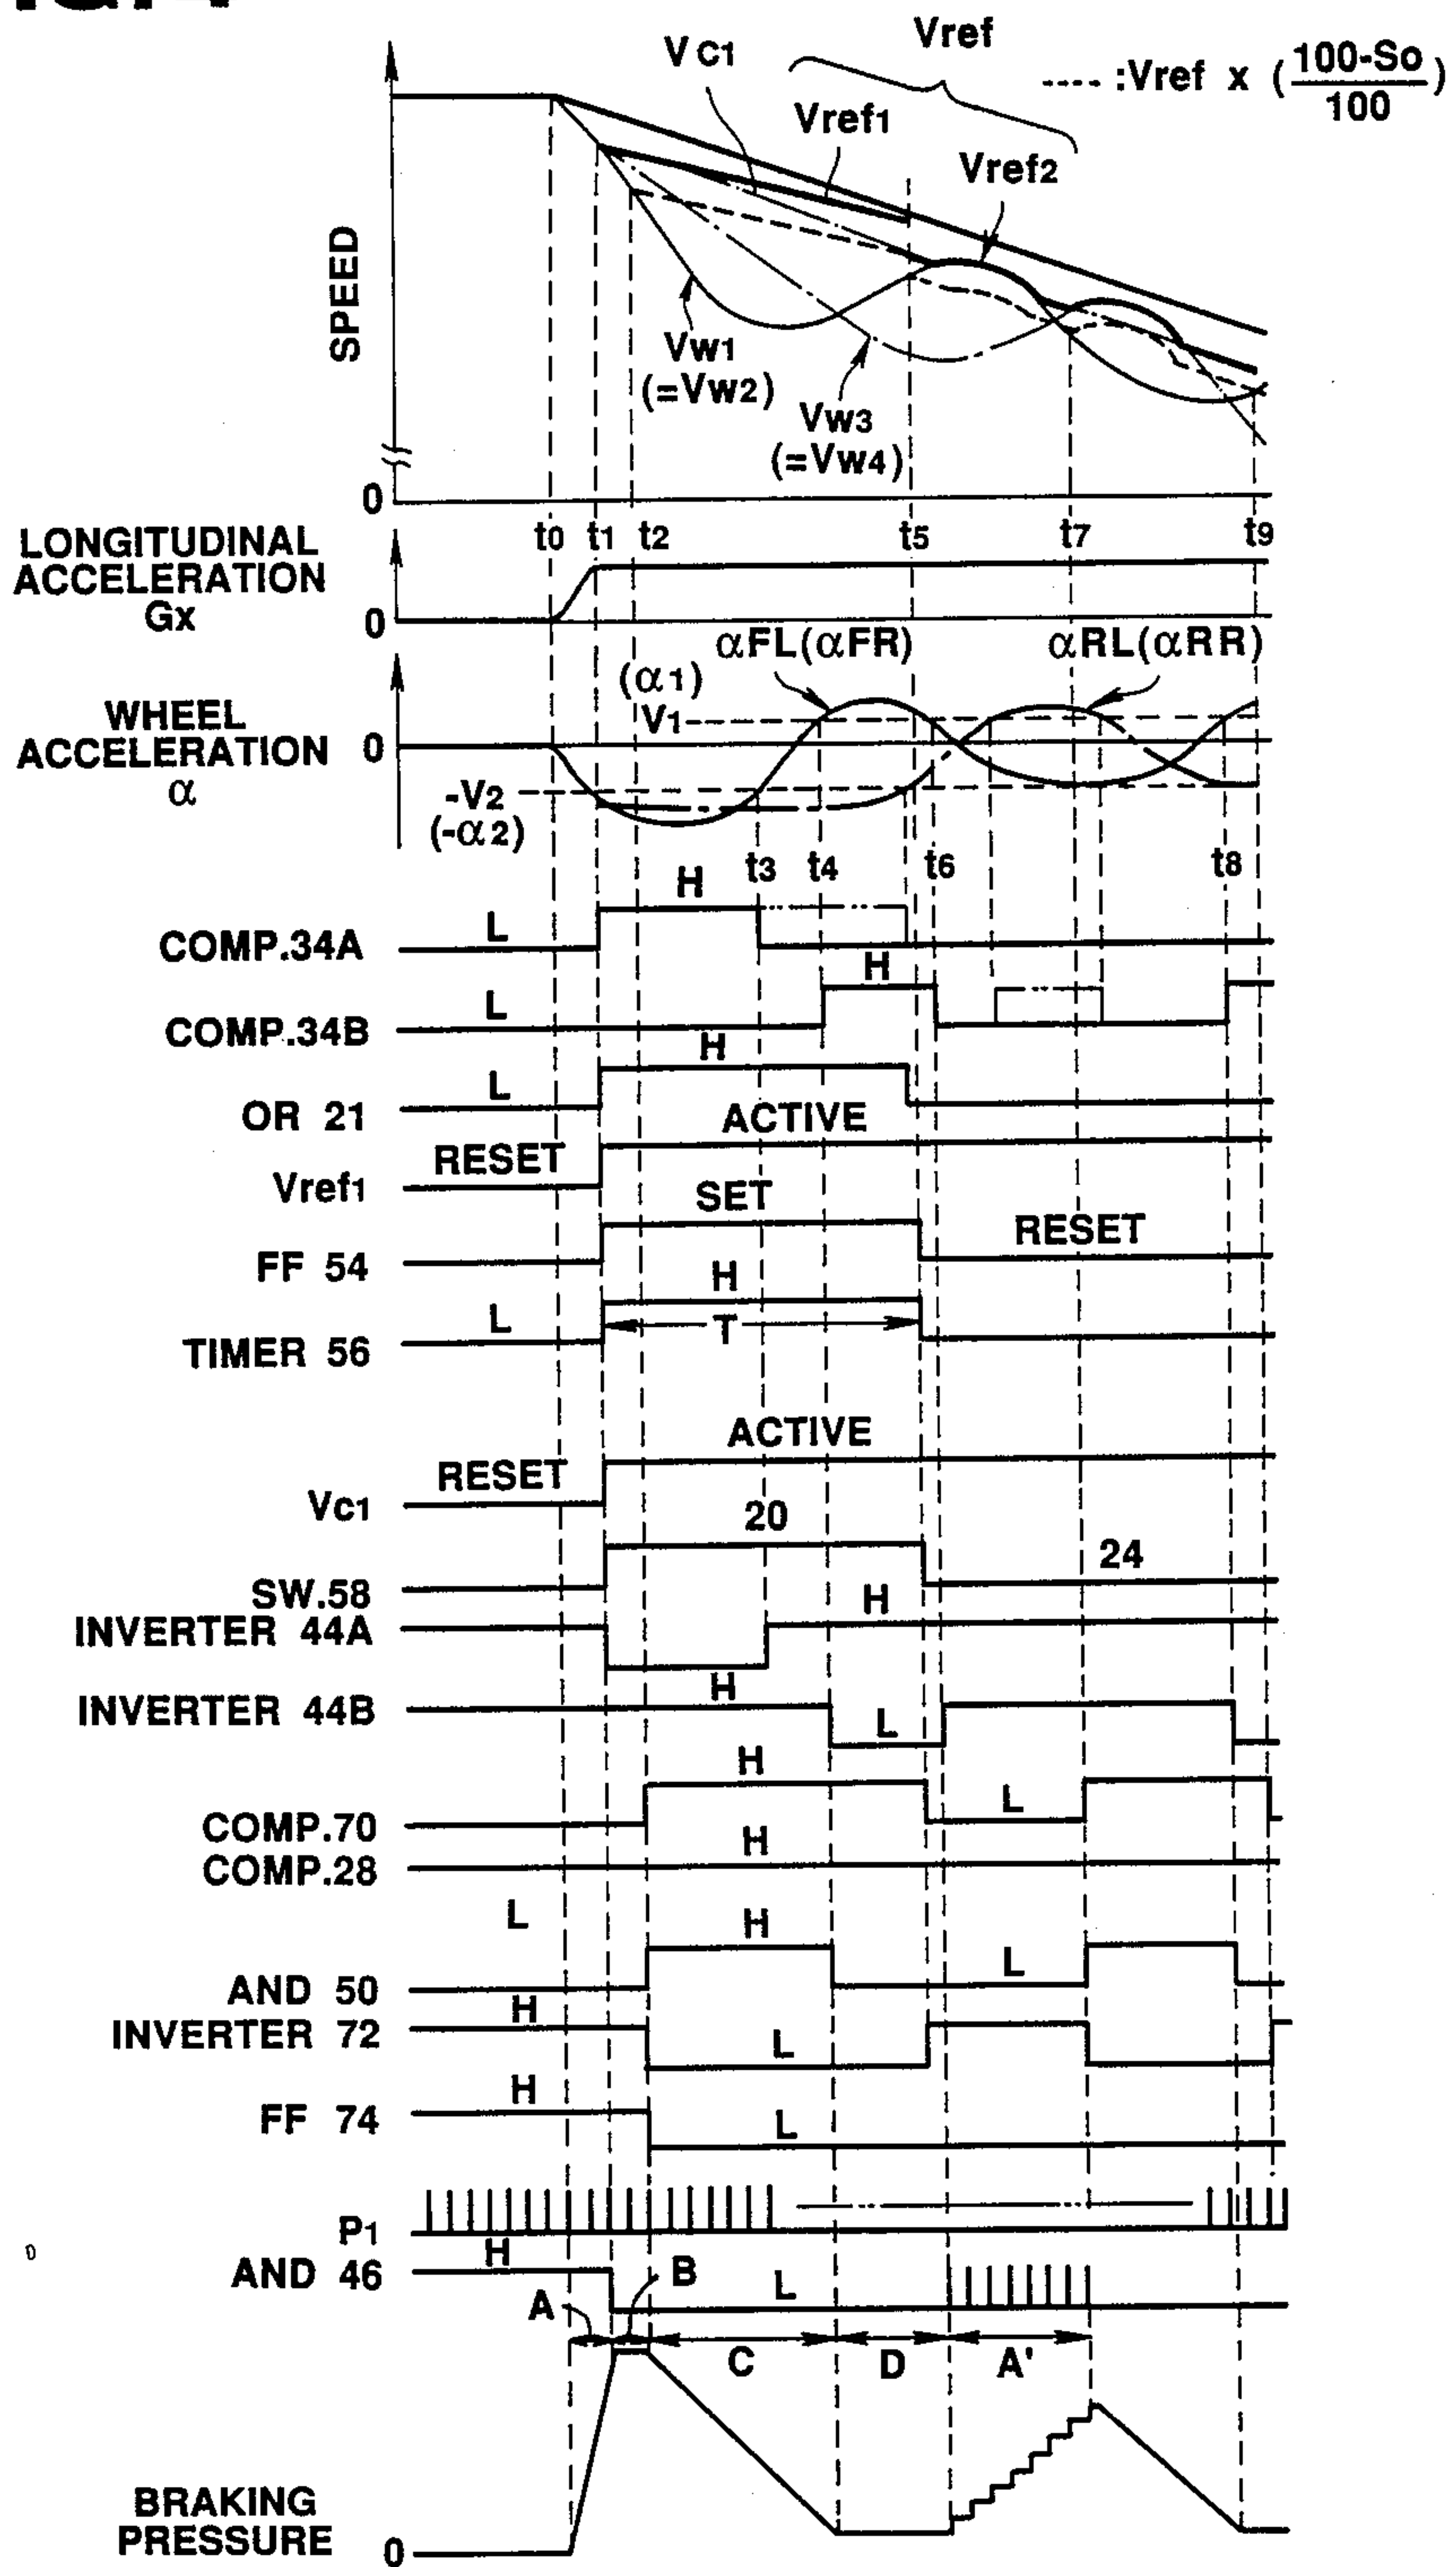 Vref
VC1
----:Vref x (100-So/100)
Vref1
Vref2
SPEED
Vw1
(=Vw2)
Vw3
(=Vw4)
0
t0 t1 t2 t5 t7 t9
LONGITUDINAL
ACCELERATION
Gx
0
αFL(αFR)
αRL(αRR)
(α1)
V1
WHEEL
ACCELERATION
α
0
-V2
(-α2)
t3 t4 t6 t8
H
L
COMP.34A
H
L
COMP.34B
H
L
OR 21
ACTIVE
RESET
Vref1
SET
RESET
FF 54
H
L
T
TIMER 56
ACTIVE
RESET
Vc1
20
24
SW.58
H
INVERTER 44A
H
INVERTER 44B
L
H
L
COMP.70
H
COMP.28
L
H
L
AND 50
H
INVERTER 72
L
H
FF 74
L
P1
H
AND 46
L
A
B
C
D
A'
BRAKING
PRESSURE
0